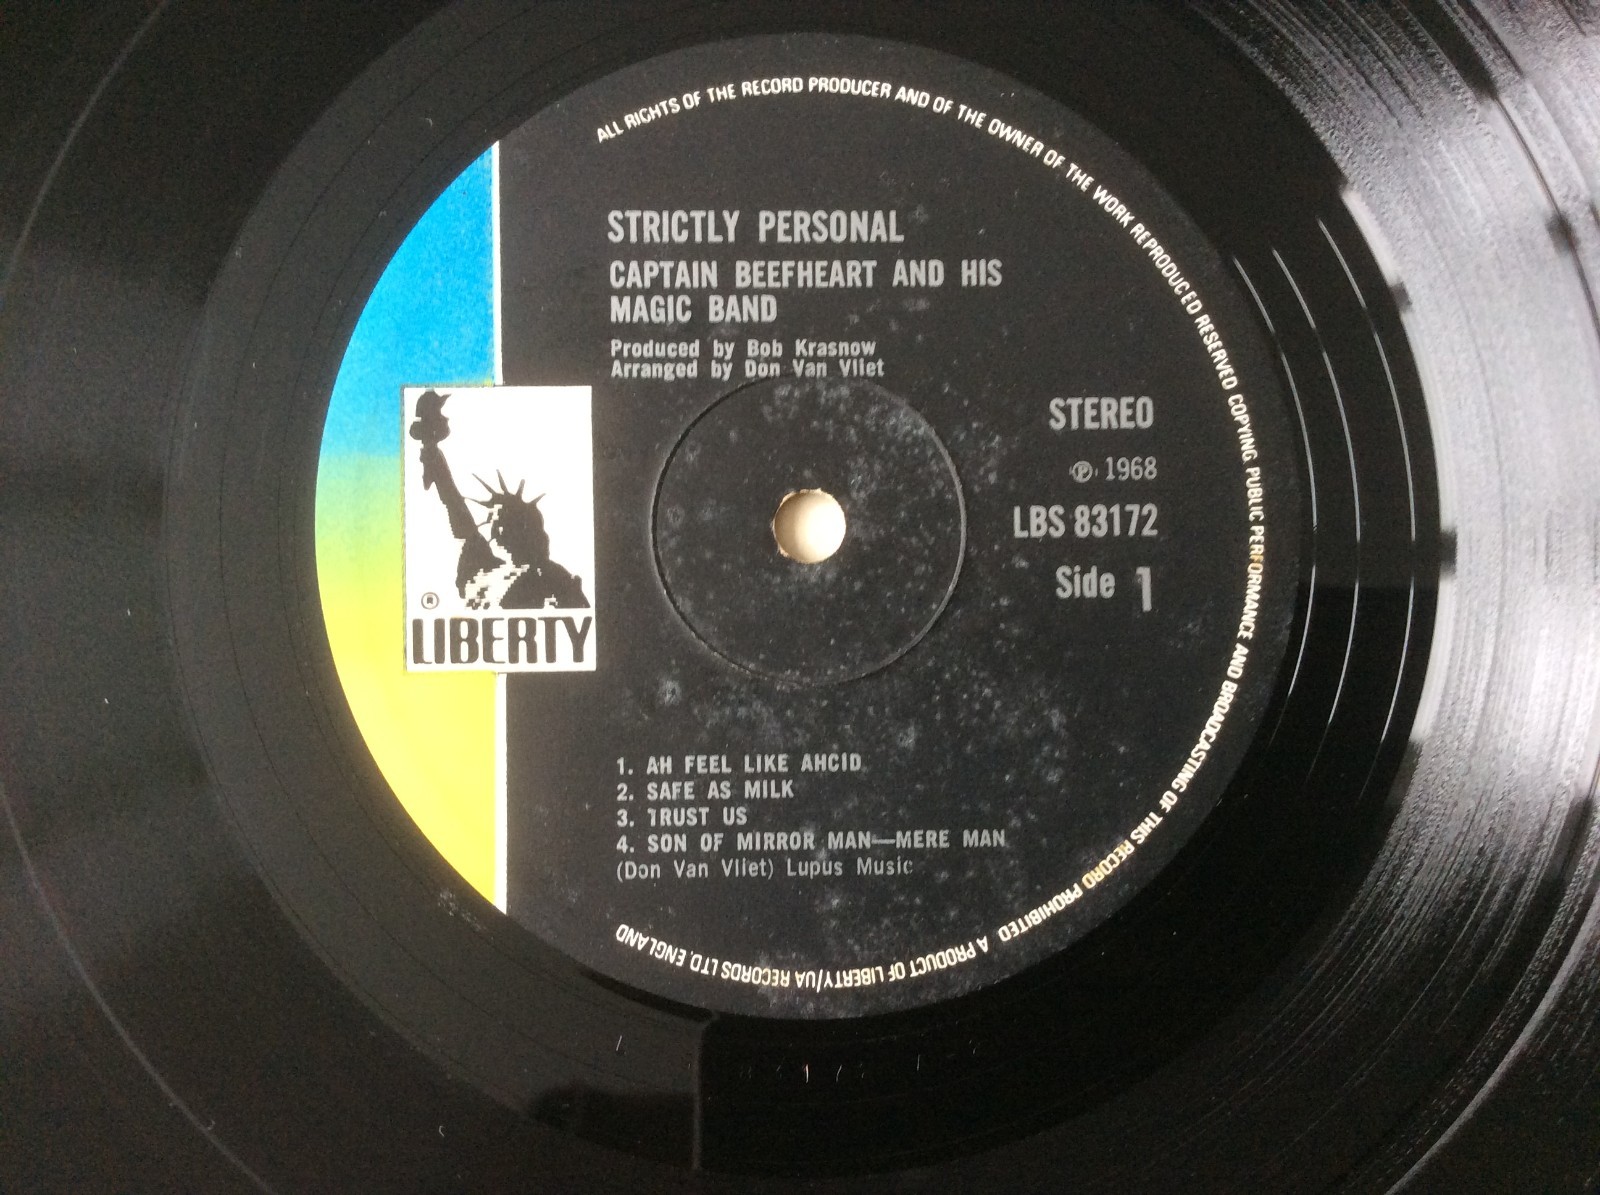 ALL RIGHTS OF THE RECORD PRODUCER AND OF THE OWNER OF THE WORK REPRODUCED RESERVED COPYING, PUBLIC PERFORMANCE AND BROADCASTING OF THIS RECORD PROHIBITED A PRODUCT OF LIBERTY/UA RECORDS LTD. ENGLAND
STRICTLY PERSONAL
CAPTAIN BEEFHEART AND HIS
MAGIC BAND
Produced by Bob Krasnow
Arranged by Don Van Vliet
STEREO
℗ 1968
LBS 83172
Side 1
®
LIBERTY
1. AH FEEL LIKE AHCID
2. SAFE AS MILK
3. TRUST US
4. SON OF MIRROR MAN—MERE MAN
(Don Van Vliet) Lupus Music